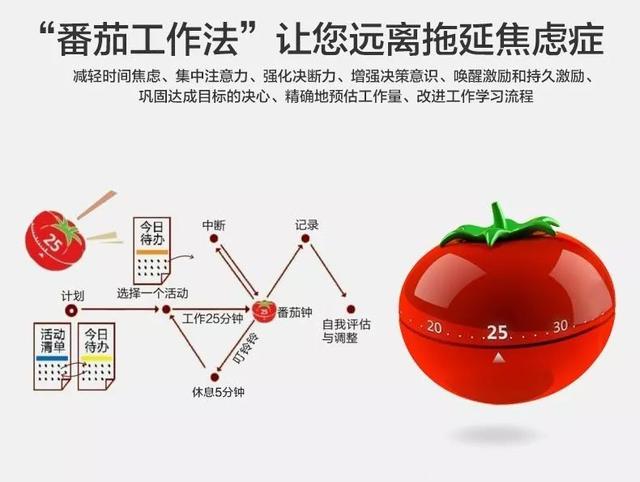 “番茄工作法”让您远离拖延焦虑症
减轻时间焦虑、集中注意力、强化决断力、增强决策意识、唤醒激励和持久激励、
巩固达成目标的决心、精确地预估工作量、改进工作学习流程
25
今日
待办
中断
记录
计划
选择一个活动
工作25分钟
番茄钟
自我评估
与调整
活动
清单
今日
待办
叮铃铃
休息5分钟
20
25
30